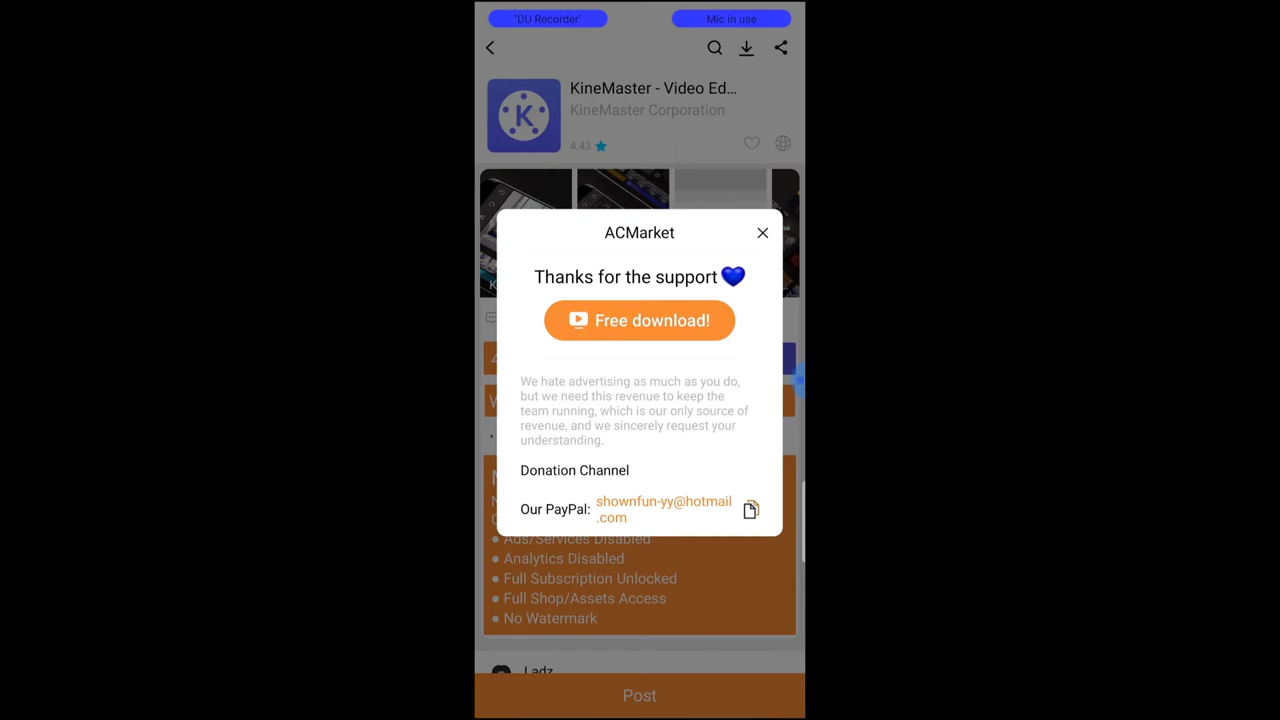 "DU Recorder"
Mic in use
KineMaster - Video Ed...
KineMaster Corporation
4.43
K
ACMarket
Thanks for the support
Free download!
We hate advertising as much as you do,
but we need this revenue to keep the
team running, which is our only source of
revenue, and we sincerely request your
understanding.
Donation Channel
Our PayPal:
shownfun-yy@hotmail
.com
● Ads/Services Disabled
● Analytics Disabled
● Full Subscription Unlocked
● Full Shop/Assets Access
● No Watermark
Ladz
Post